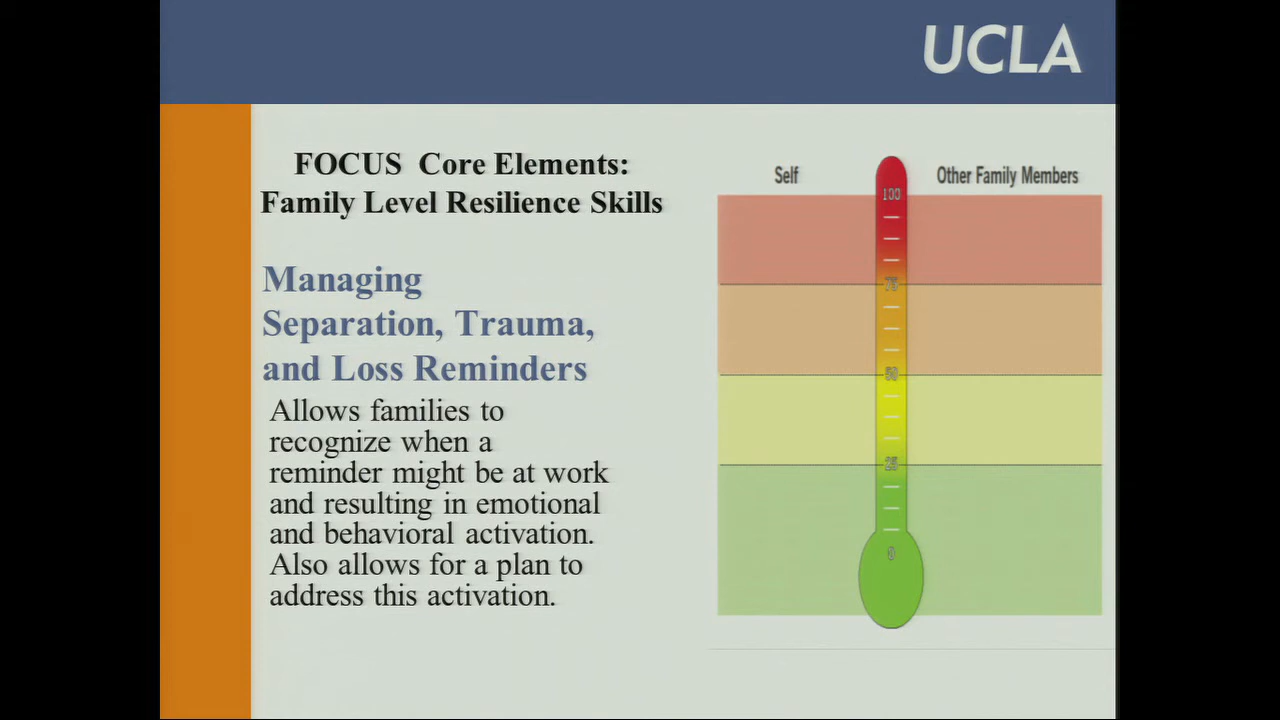 UCLA
FOCUS Core Elements:
Family Level Resilience Skills
Managing
Separation, Trauma,
and Loss Reminders
Allows families to
recognize when a
reminder might be at work
and resulting in emotional
and behavioral activation.
Also allows for a plan to
address this activation.
Self
Other Family Members
100
75
50
25
0